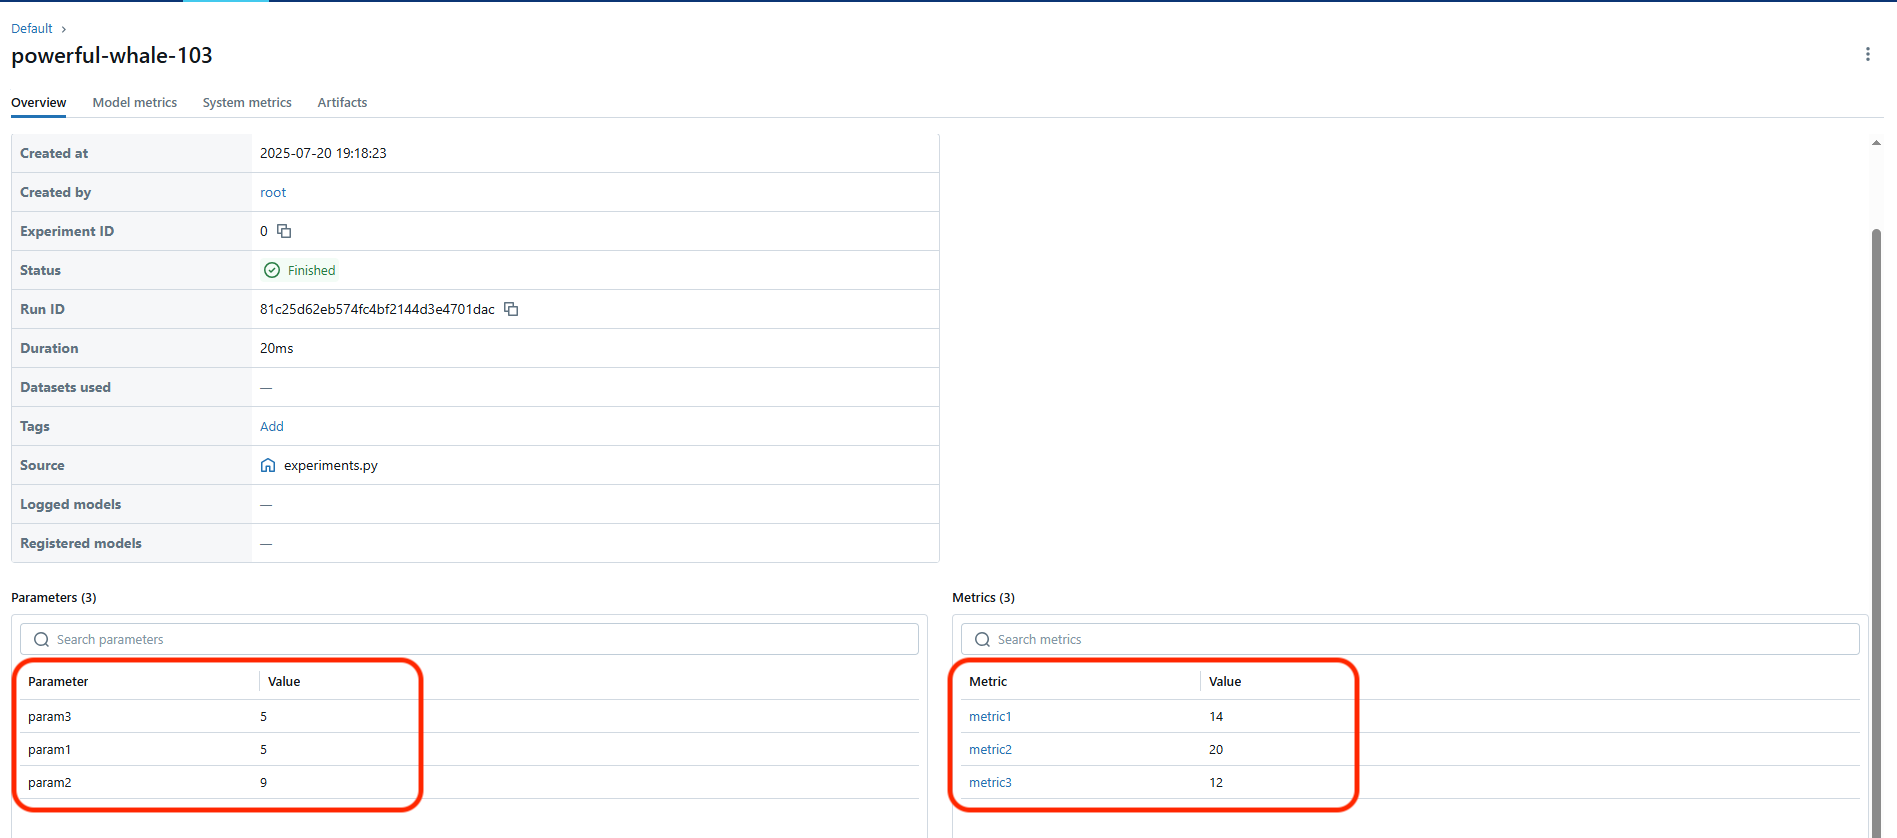 Default ›
powerful-whale-103
Overview Model metrics System metrics Artifacts
Created at 2025-07-20 19:18:23
Created by root
Experiment ID 0
Status Finished
Run ID 81c25d62eb574fc4bf2144d3e4701dac
Duration 20ms
Datasets used —
Tags Add
Source experiments.py
Logged models —
Registered models —
Parameters (3)
Search parameters
Parameter Value
param3 5
param1 5
param2 9
Metrics (3)
Search metrics
Metric Value
metric1 14
metric2 20
metric3 12